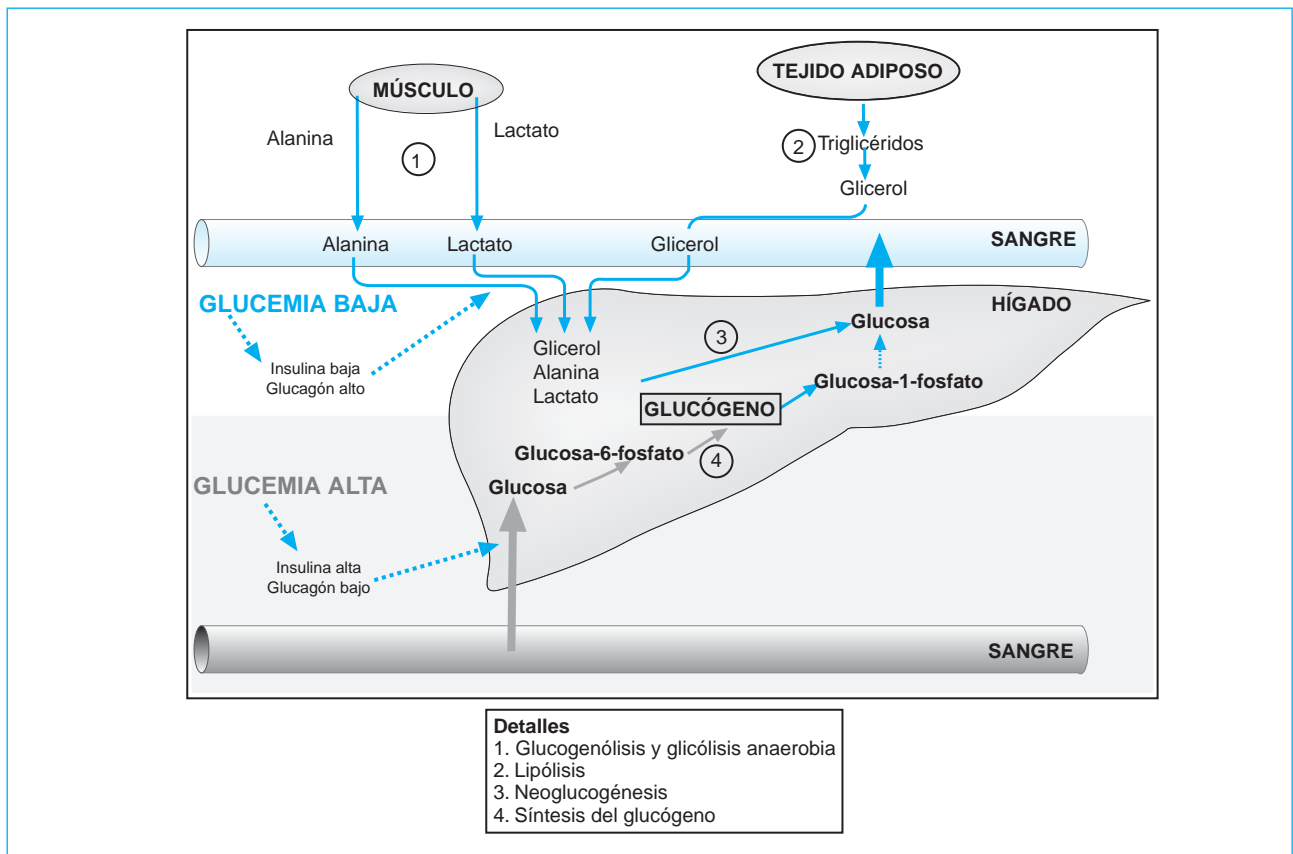 MÚSCULO
TEJIDO ADIPOSO
Alanina
Lactato
1
2
Triglicéridos
Glicerol
Alanina
Lactato
Glicerol
SANGRE
GLUCEMIA BAJA
HÍGADO
Insulina baja
Glucagón alto
Glicerol
Alanina
Lactato
3
Glucosa
Glucosa-1-fosfato
GLUCÓGENO
Glucosa-6-fosfato
4
Glucosa
GLUCEMIA ALTA
Insulina alta
Glucagón bajo
SANGRE
Detalles
1. Glucogenólisis y glicólisis anaerobia
2. Lipólisis
3. Neoglucogénesis
4. Síntesis del glucógeno